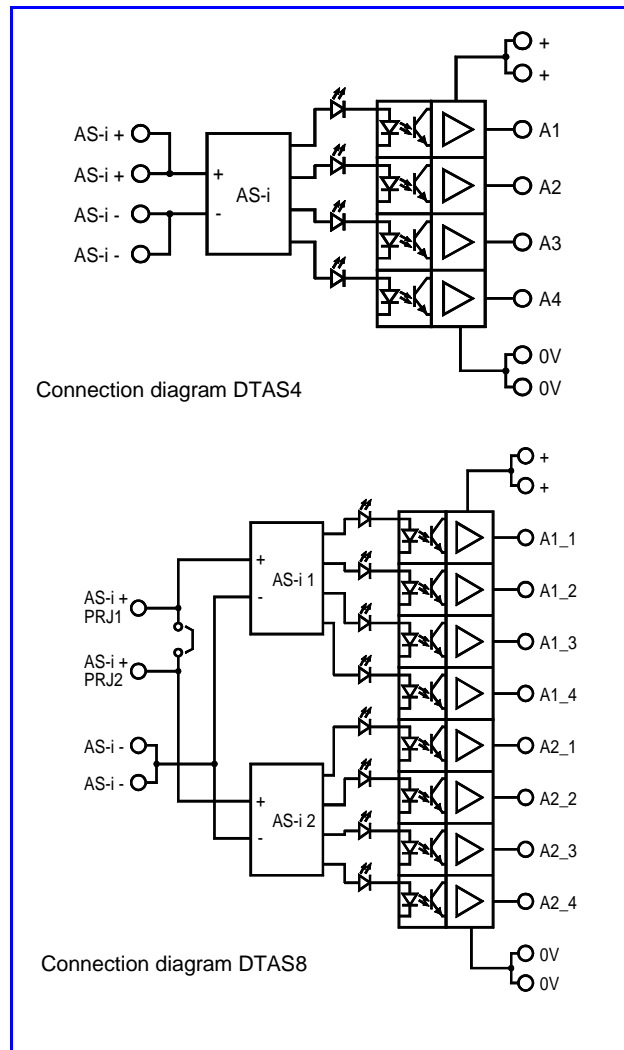 +
+
AS-i +
A1
AS-i +
+
AS-i
A2
AS-i -
-
AS-i -
A3
A4
0V
0V
Connection diagram DTAS4
+
+
A1_1
+
AS-i 1
A1_2
-
AS-i +
PRJ1
A1_3
AS-i +
PRJ2
A1_4
AS-i -
A2_1
AS-i -
+
A2_2
AS-i 2
-
A2_3
A2_4
0V
0V
Connection diagram DTAS8